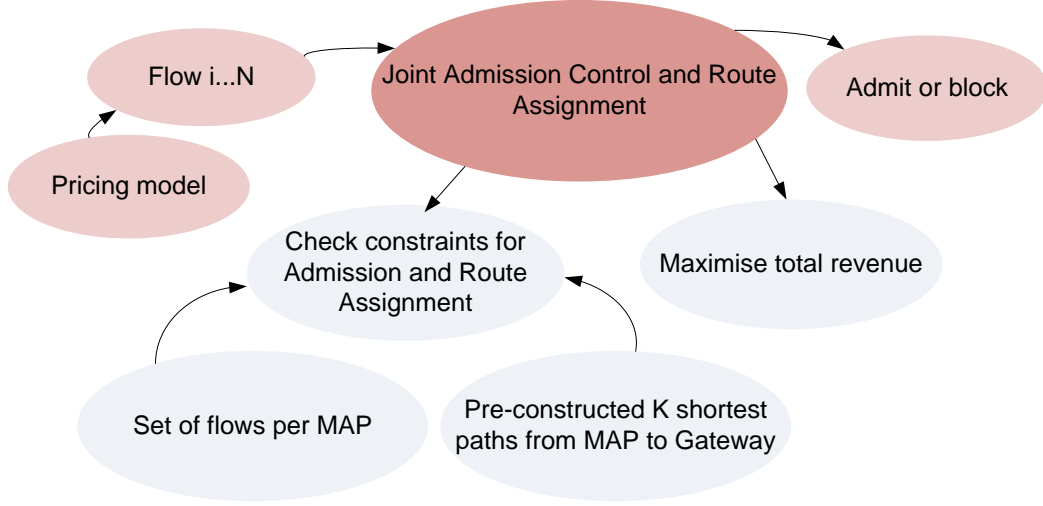 Flow i...N
Joint Admission Control and Route
Assignment
Admit or block
Pricing model
Check constraints for
Admission and Route
Assignment
Maximise total revenue
Set of flows per MAP
Pre-constructed K shortest
paths from MAP to Gateway